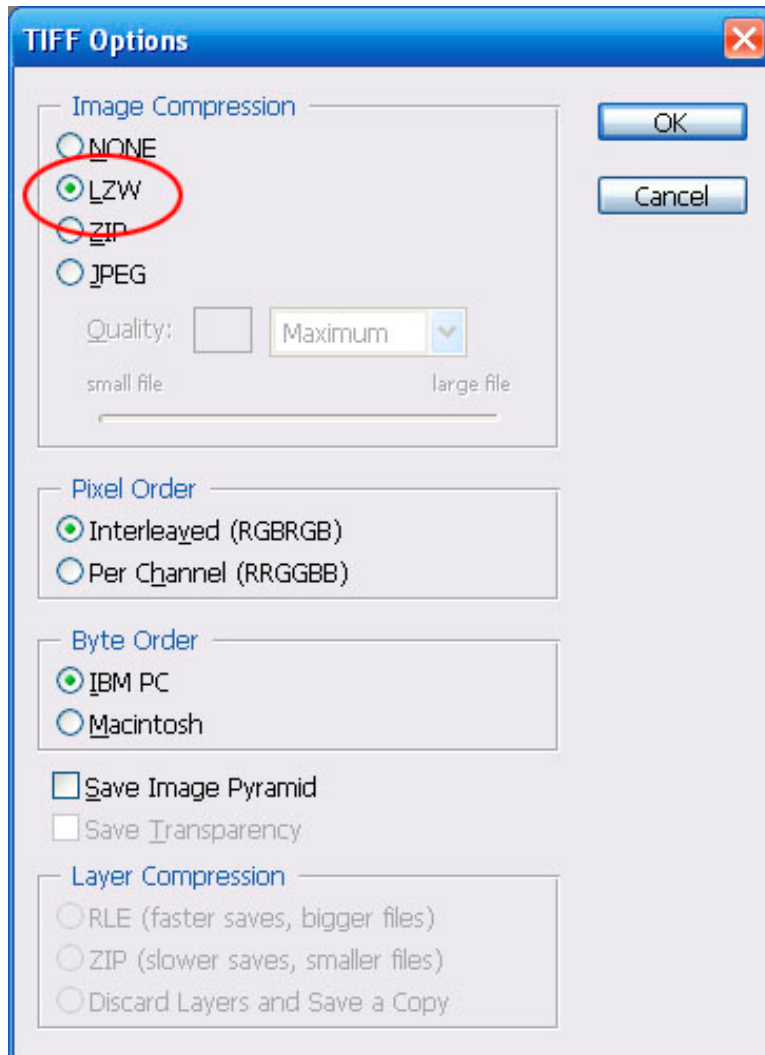 TIFF Options
Image Compression
OK
NONE
LZW
Cancel
ZIP
JPEG
Quality: Maximum
small file large file
Pixel Order
Interleaved (RGBRGB)
Per Channel (RRGGBB)
Byte Order
IBM PC
Macintosh
Save Image Pyramid
Save Transparency
Layer Compression
RLE (faster saves, bigger files)
ZIP (slower saves, smaller files)
Discard Layers and Save a Copy